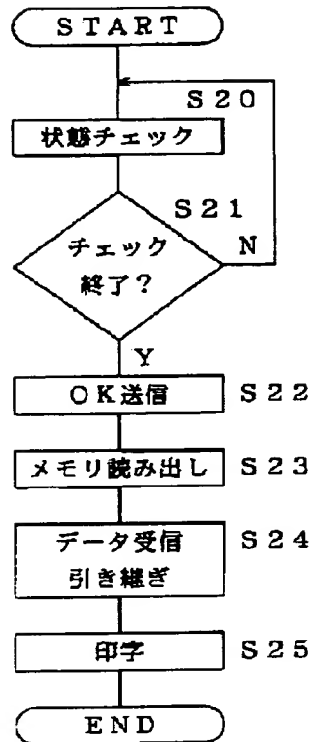 START
S20
状態チェック
S21
チェック
終了？
N
Y
OK送信 S22
メモリ読み出し S23
データ受信 S24
引き継ぎ
印字 S25
END